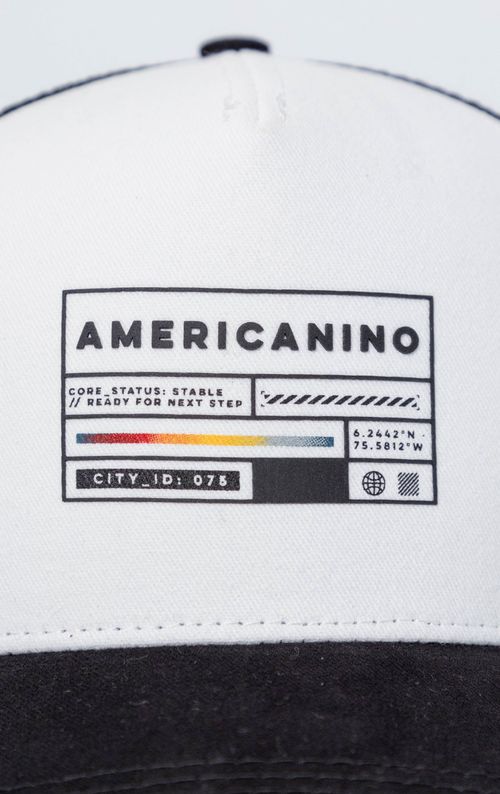 AMERICANINO
CORE_STATUS: STABLE
// READY FOR NEXT STEP
6.2442°N -
75.5812°W
CITY_ID: 075